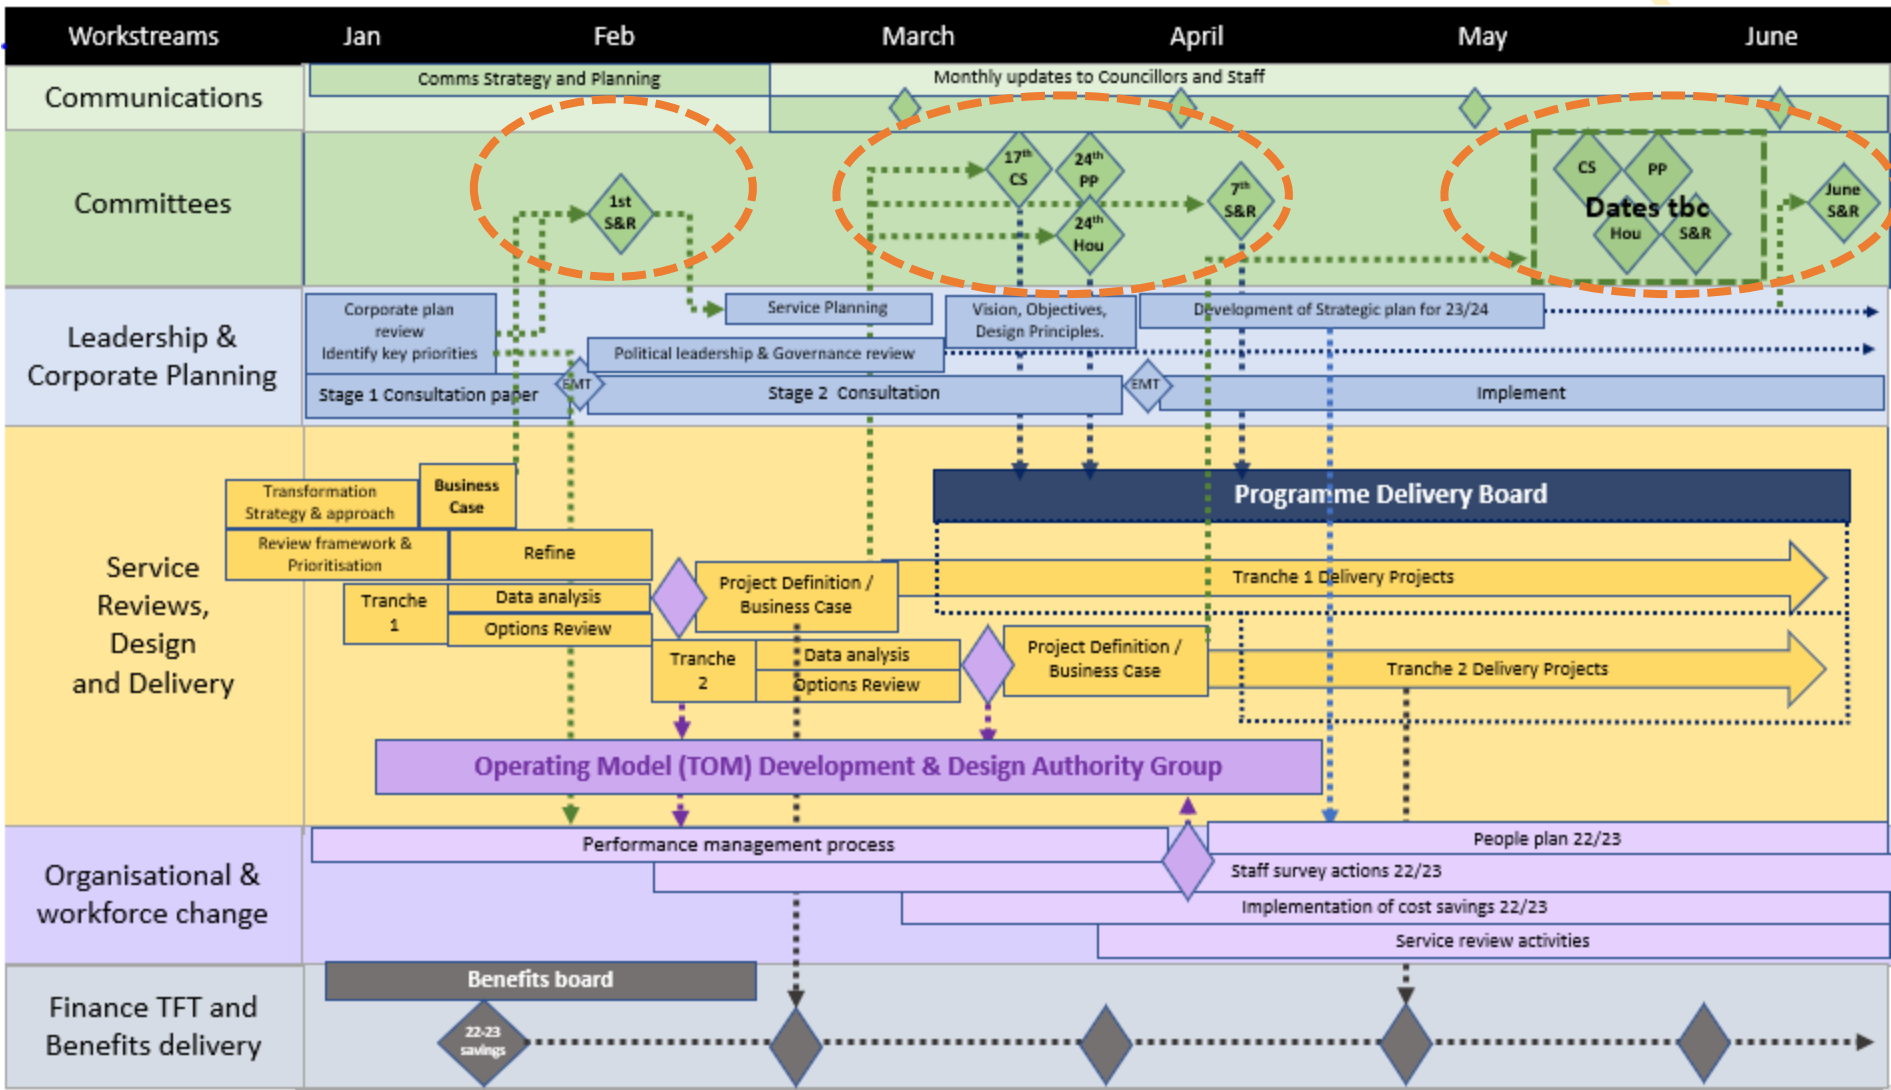 Workstreams Jan Feb March April May June
Communications
Comms Strategy and Planning
Monthly updates to Councillors and Staff
Committees
1st
S&R
17th
CS
24th
PP
24th
Hou
7th
S&R
CS
PP
Dates tbc
Hou
S&R
June
S&R
Leadership &
Corporate Planning
Corporate plan
review
Identify key priorities
Service Planning
Vision, Objectives,
Design Principles.
Development of Strategic plan for 23/24
Political leadership & Governance review
Stage 1 Consultation paper
EMT
Stage 2 Consultation
EMT
Implement
Service
Reviews,
Design
and Delivery
Transformation
Strategy & approach
Business
Case
Programme Delivery Board
Review framework &
Prioritisation
Refine
Tranche
1
Data analysis
Options Review
Project Definition /
Business Case
Tranche 1 Delivery Projects
Tranche
2
Data analysis
Options Review
Project Definition /
Business Case
Tranche 2 Delivery Projects
Operating Model (TOM) Development & Design Authority Group
Organisational &
workforce change
Performance management process
People plan 22/23
Staff survey actions 22/23
Implementation of cost savings 22/23
Service review activities
Finance TFT and
Benefits delivery
Benefits board
22-23
savings